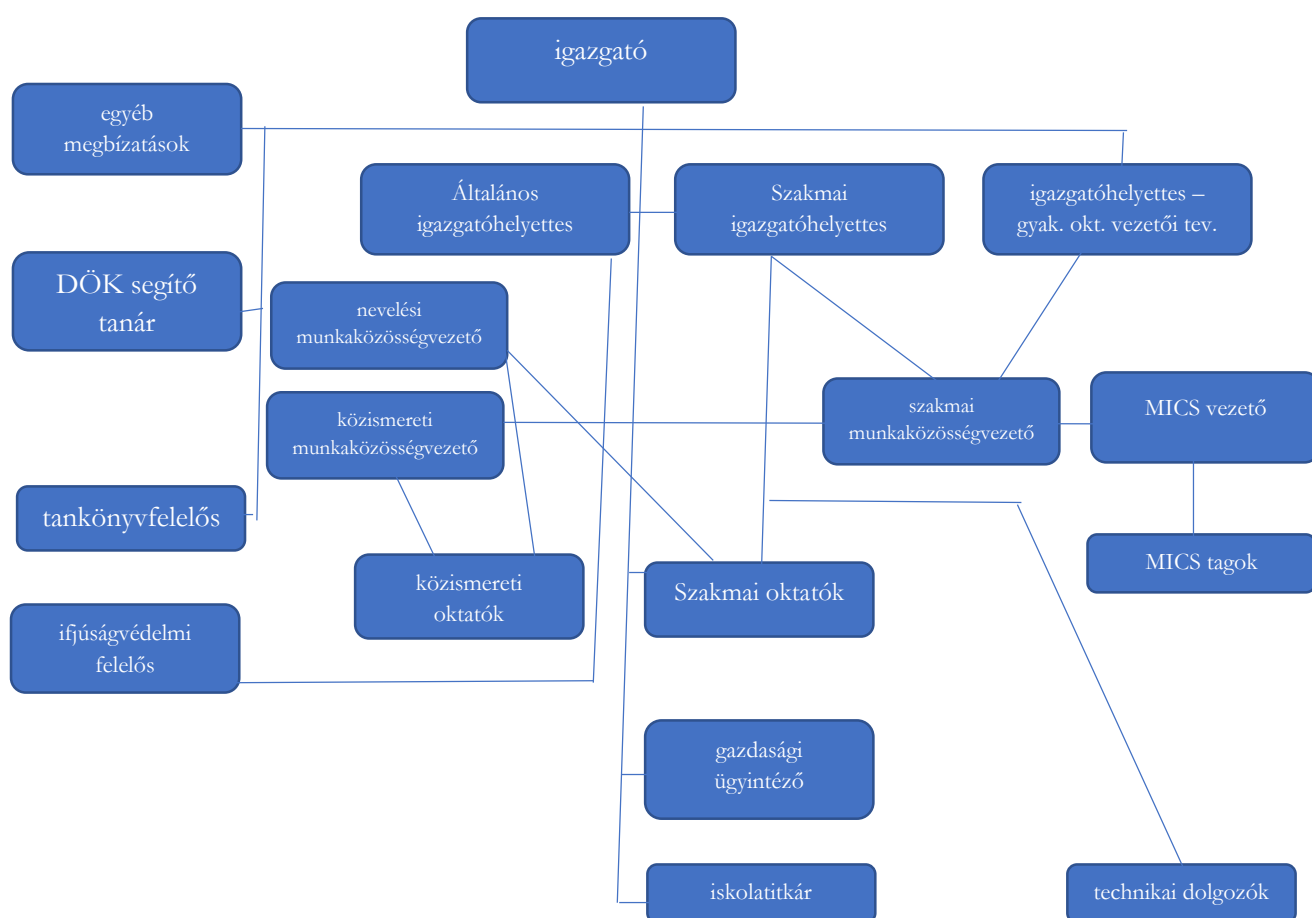 igazgató
egyéb
megbízatások
Általános
igazgatóhelyettes
Szakmai
igazgatóhelyettes
igazgatóhelyettes –
gyak. okt. vezetői tev.
DÖK segítő
tanár
nevelési
munkaközösségvezető
közismereti
munkaközösségvezető
szakmai
munkaközösségvezető
MICS vezető
tankönyvfelelős
közismereti
oktatók
Szakmai oktatók
MICS tagok
ifjúságvédelmi
felelős
gazdasági
ügyintéző
iskolatitkár
technikai dolgozók